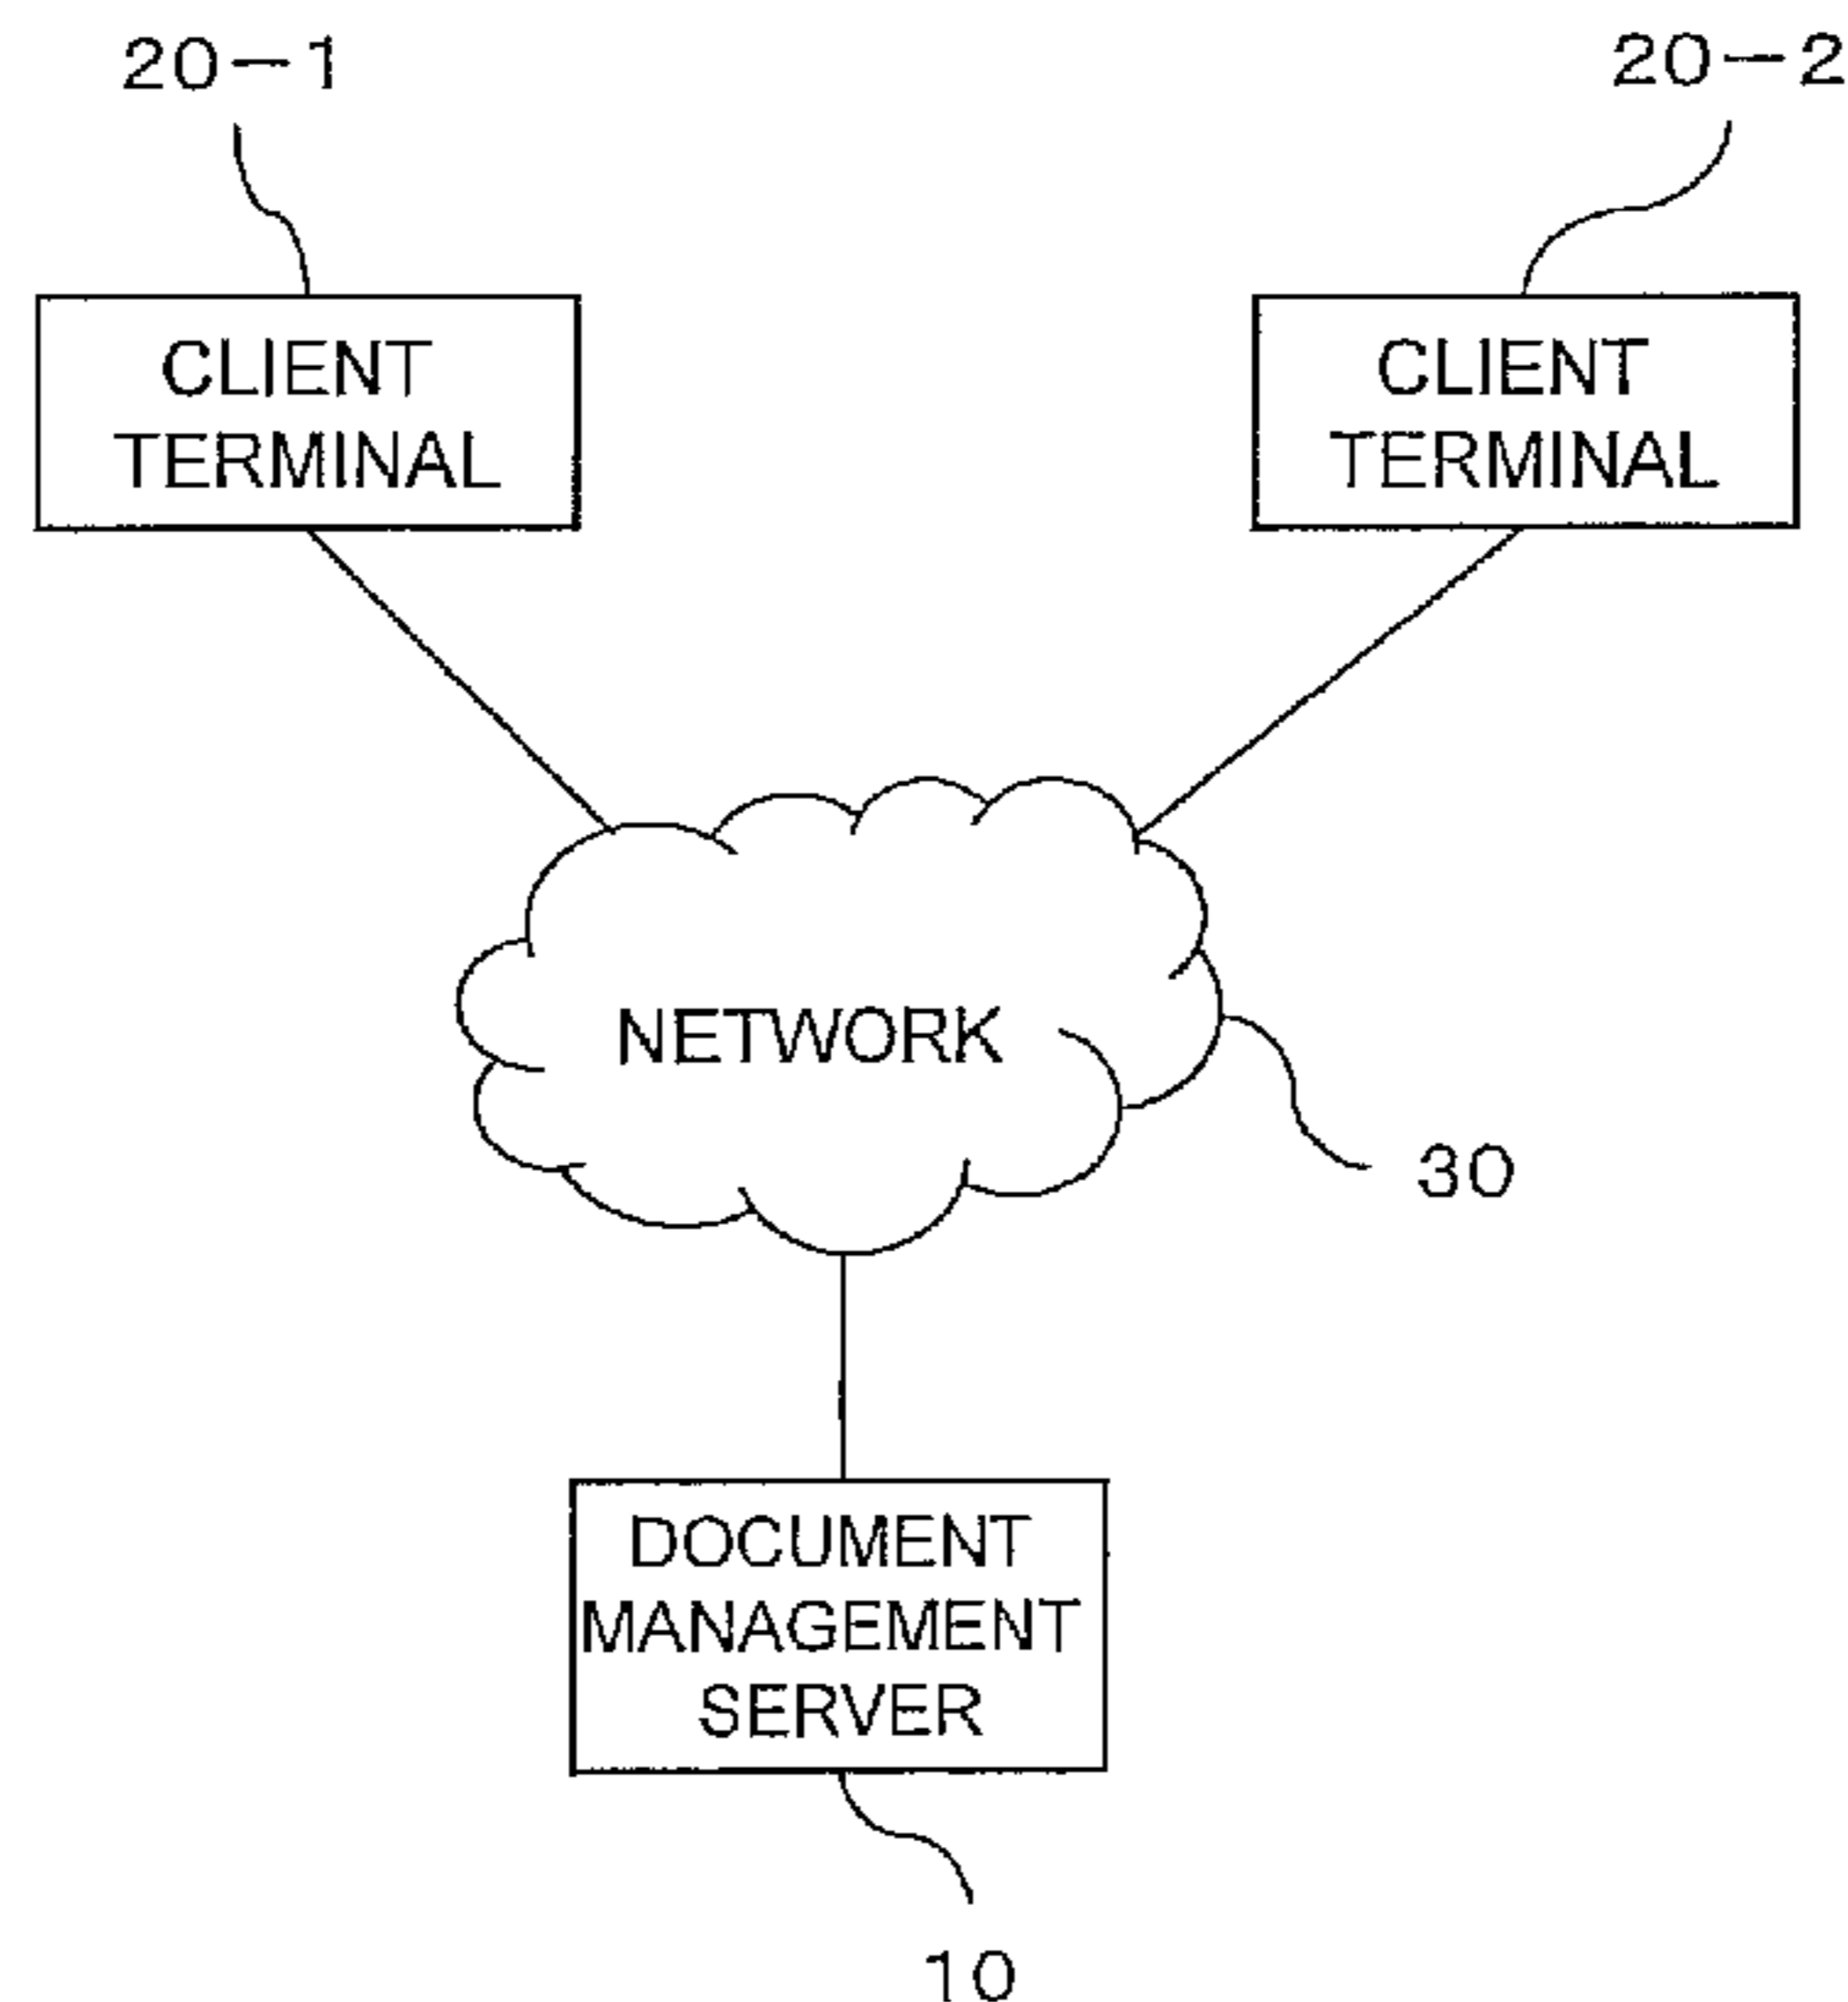 20-1
20-2
CLIENT
TERMINAL
CLIENT
TERMINAL
NETWORK
30
DOCUMENT
MANAGEMENT
SERVER
10